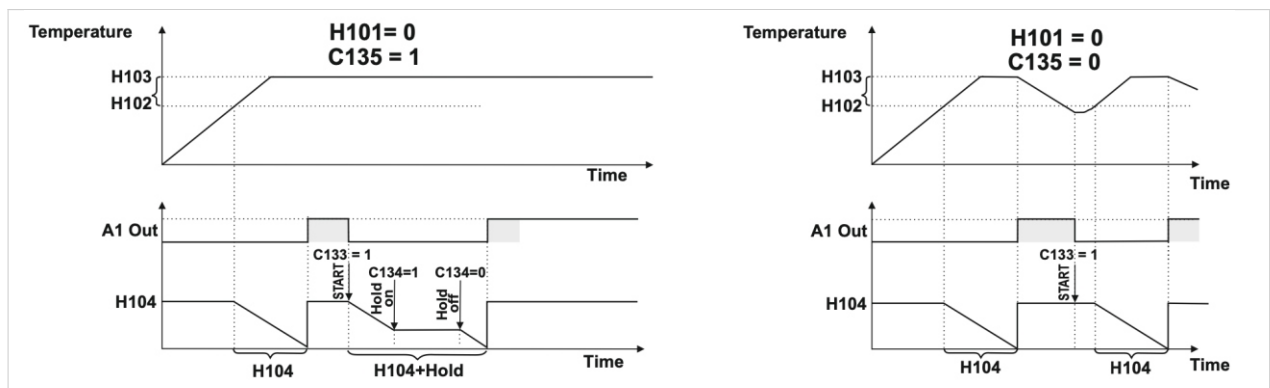 Temperature
H101= 0
C135 = 1
H103
H102
Time
A1 Out
C133 = 1
START
C134=1
Hold
on
C134=0
Hold
off
H104
Time
H104
H104+Hold
Temperature
H101 = 0
C135 = 0
H103
H102
Time
A1 Out
C133 = 1
START
H104
H104
H104
Time